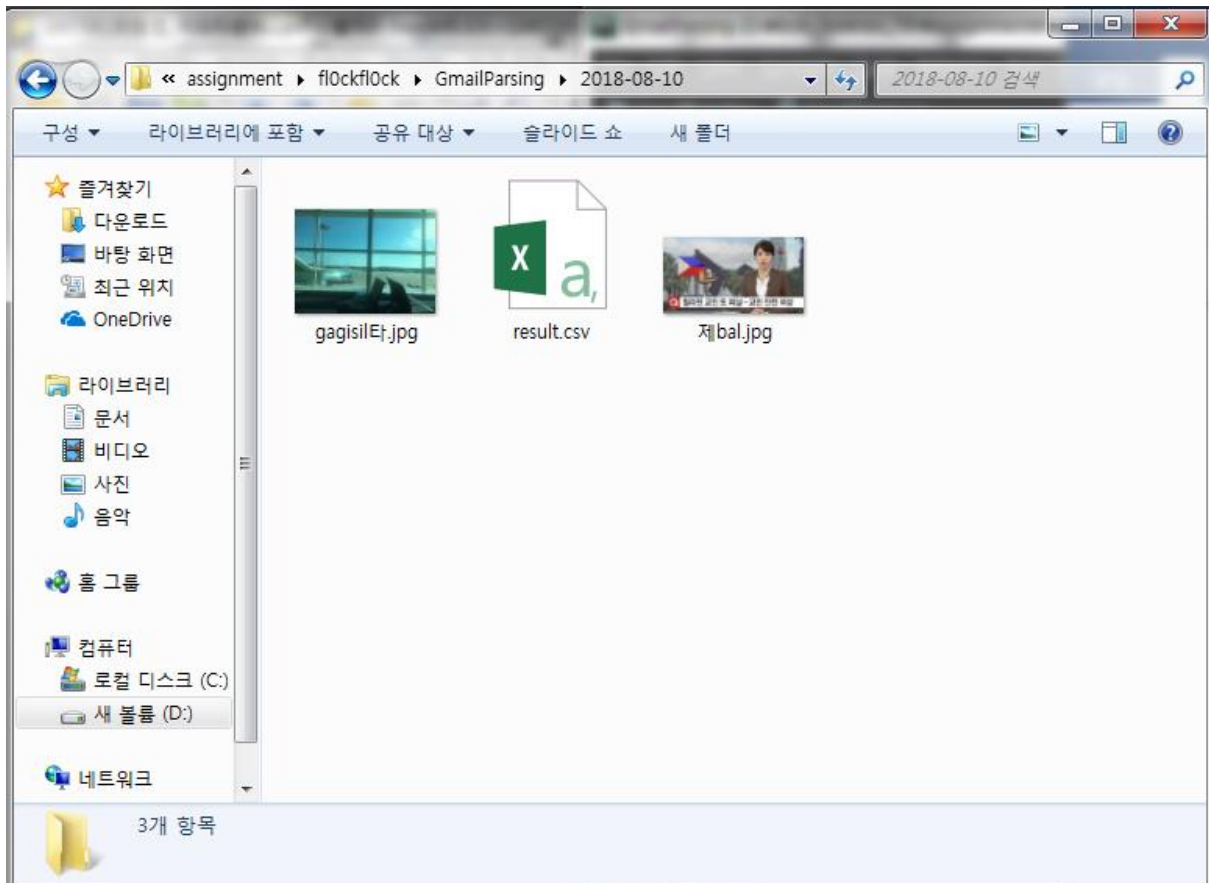 « assignment ▸ fl0ckfl0ck ▸ GmailParsing ▸ 2018-08-10
2018-08-10 검색
구성 ▼ 라이브러리에 포함 ▼ 공유 대상 ▼ 슬라이드 쇼 새 폴더
즐겨찾기
다운로드
바탕 화면
최근 위치
OneDrive
라이브러리
문서
비디오
사진
음악
홈 그룹
컴퓨터
로컬 디스크 (C:)
새 볼륨 (D:)
네트워크
gagisil타.jpg
result.csv
제bal.jpg
3개 항목